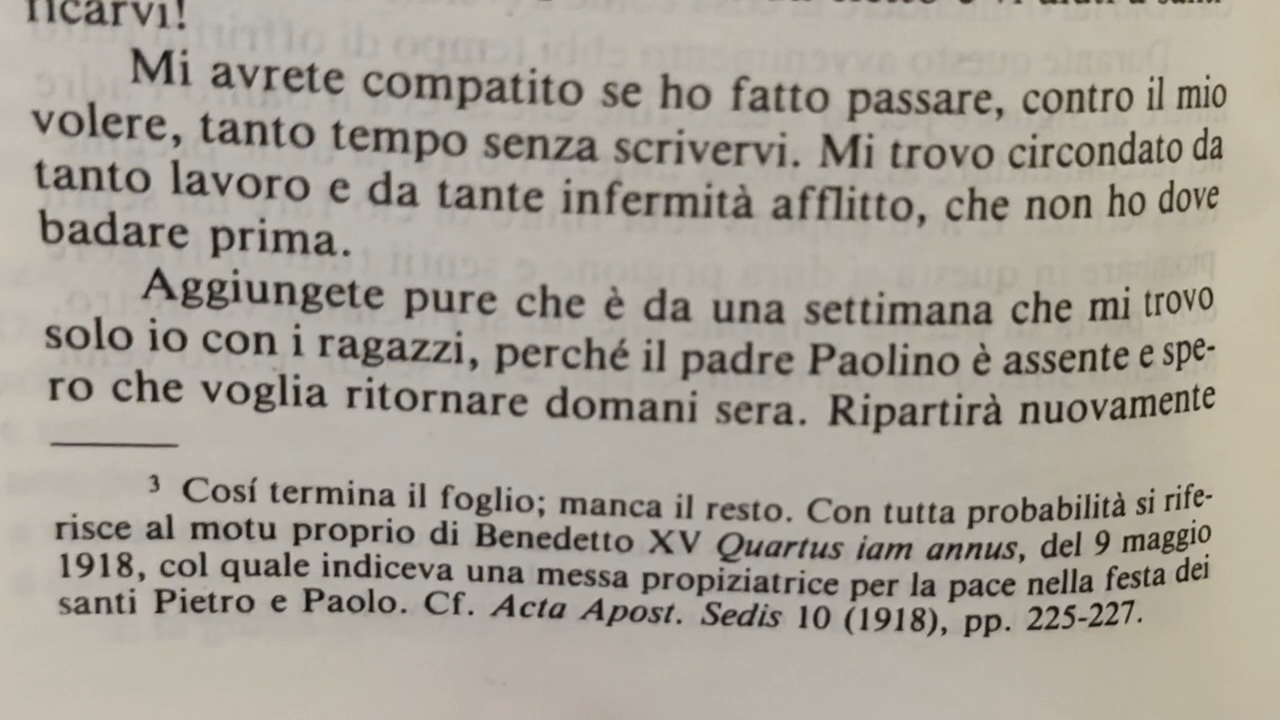 ricarvi!
Mi avrete compatito se ho fatto passare, contro il mio
volere, tanto tempo senza scrivervi. Mi trovo circondato da
tanto lavoro e da tante infermità afflitto, che non ho dove
badare prima.
Aggiungete pure che è da una settimana che mi trovo
solo io con i ragazzi, perché il padre Paolino è assente e spe-
ro che voglia ritornare domani sera. Ripartirà nuovamente
3 Cosí termina il foglio; manca il resto. Con tutta probabilità si rife-
risce al motu proprio di Benedetto XV Quartus iam annus, del 9 maggio
1918, col quale indiceva una messa propiziatrice per la pace nella festa dei
santi Pietro e Paolo. Cf. Acta Apost. Sedis 10 (1918), pp. 225-227.